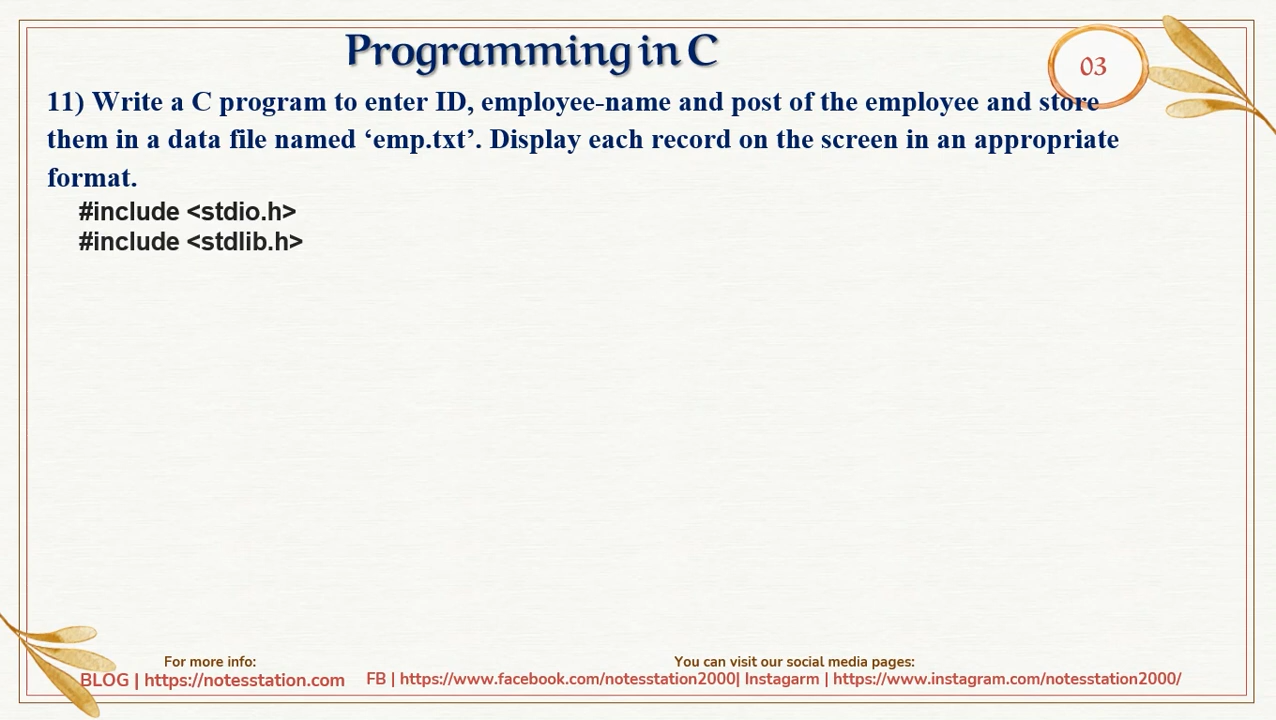 Programming in C
03
11) Write a C program to enter ID, employee-name and post of the employee and store
them in a data file named ‘emp.txt’. Display each record on the screen in an appropriate
format.
#include <stdio.h>
#include <stdlib.h>
For more info:
BLOG | https://notesstation.com
You can visit our social media pages:
FB | https://www.facebook.com/notesstation2000| Instagarm | https://www.instagram.com/notesstation2000/